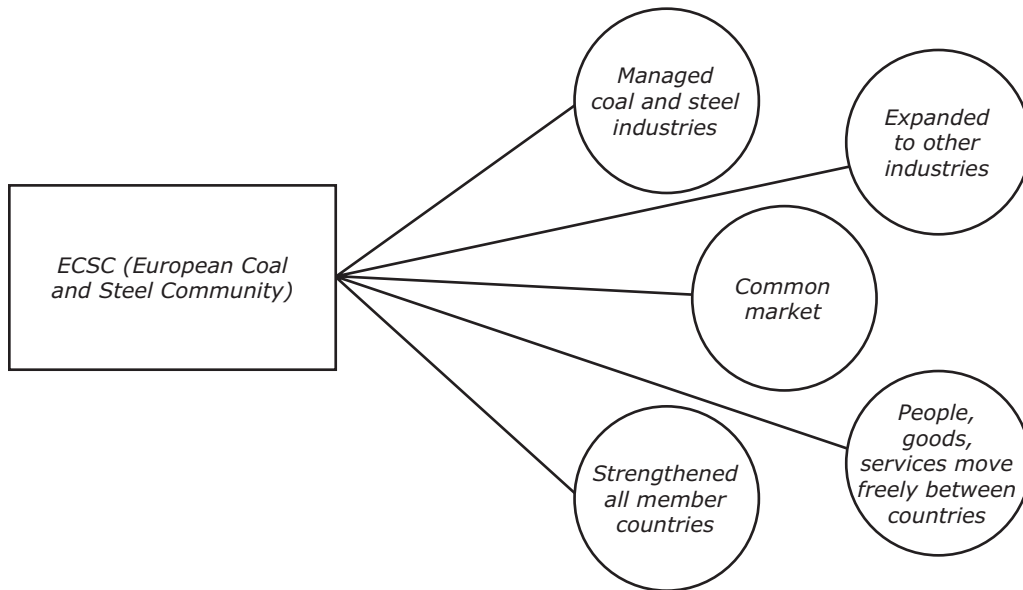 ECSC (European Coal
and Steel Community)
Managed
coal and steel
industries
Expanded
to other
industries
Common
market
People,
goods,
services move
freely between
countries
Strengthened
all member
countries